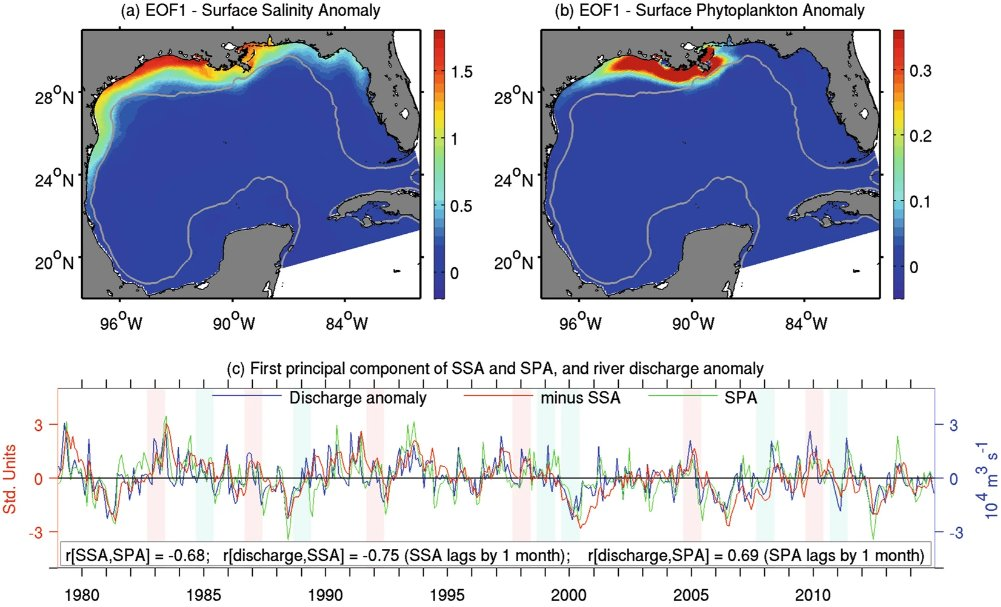 (a) EOF1 - Surface Salinity Anomaly
(b) EOF1 - Surface Phytoplankton Anomaly
28°N
24°N
20°N
96°W
90°W
84°W
1.5
1
0.5
0
28°N
24°N
20°N
96°W
90°W
84°W
0.3
0.2
0.1
0
(c) First principal component of SSA and SPA, and river discharge anomaly
Discharge anomaly
minus SSA
SPA
Std. Units
3
0
-3
3
0
-3
10⁴ m³ s⁻¹
r[SSA,SPA] = -0.68; r[discharge,SSA] = -0.75 (SSA lags by 1 month); r[discharge,SPA] = 0.69 (SPA lags by 1 month)
1980
1985
1990
1995
2000
2005
2010